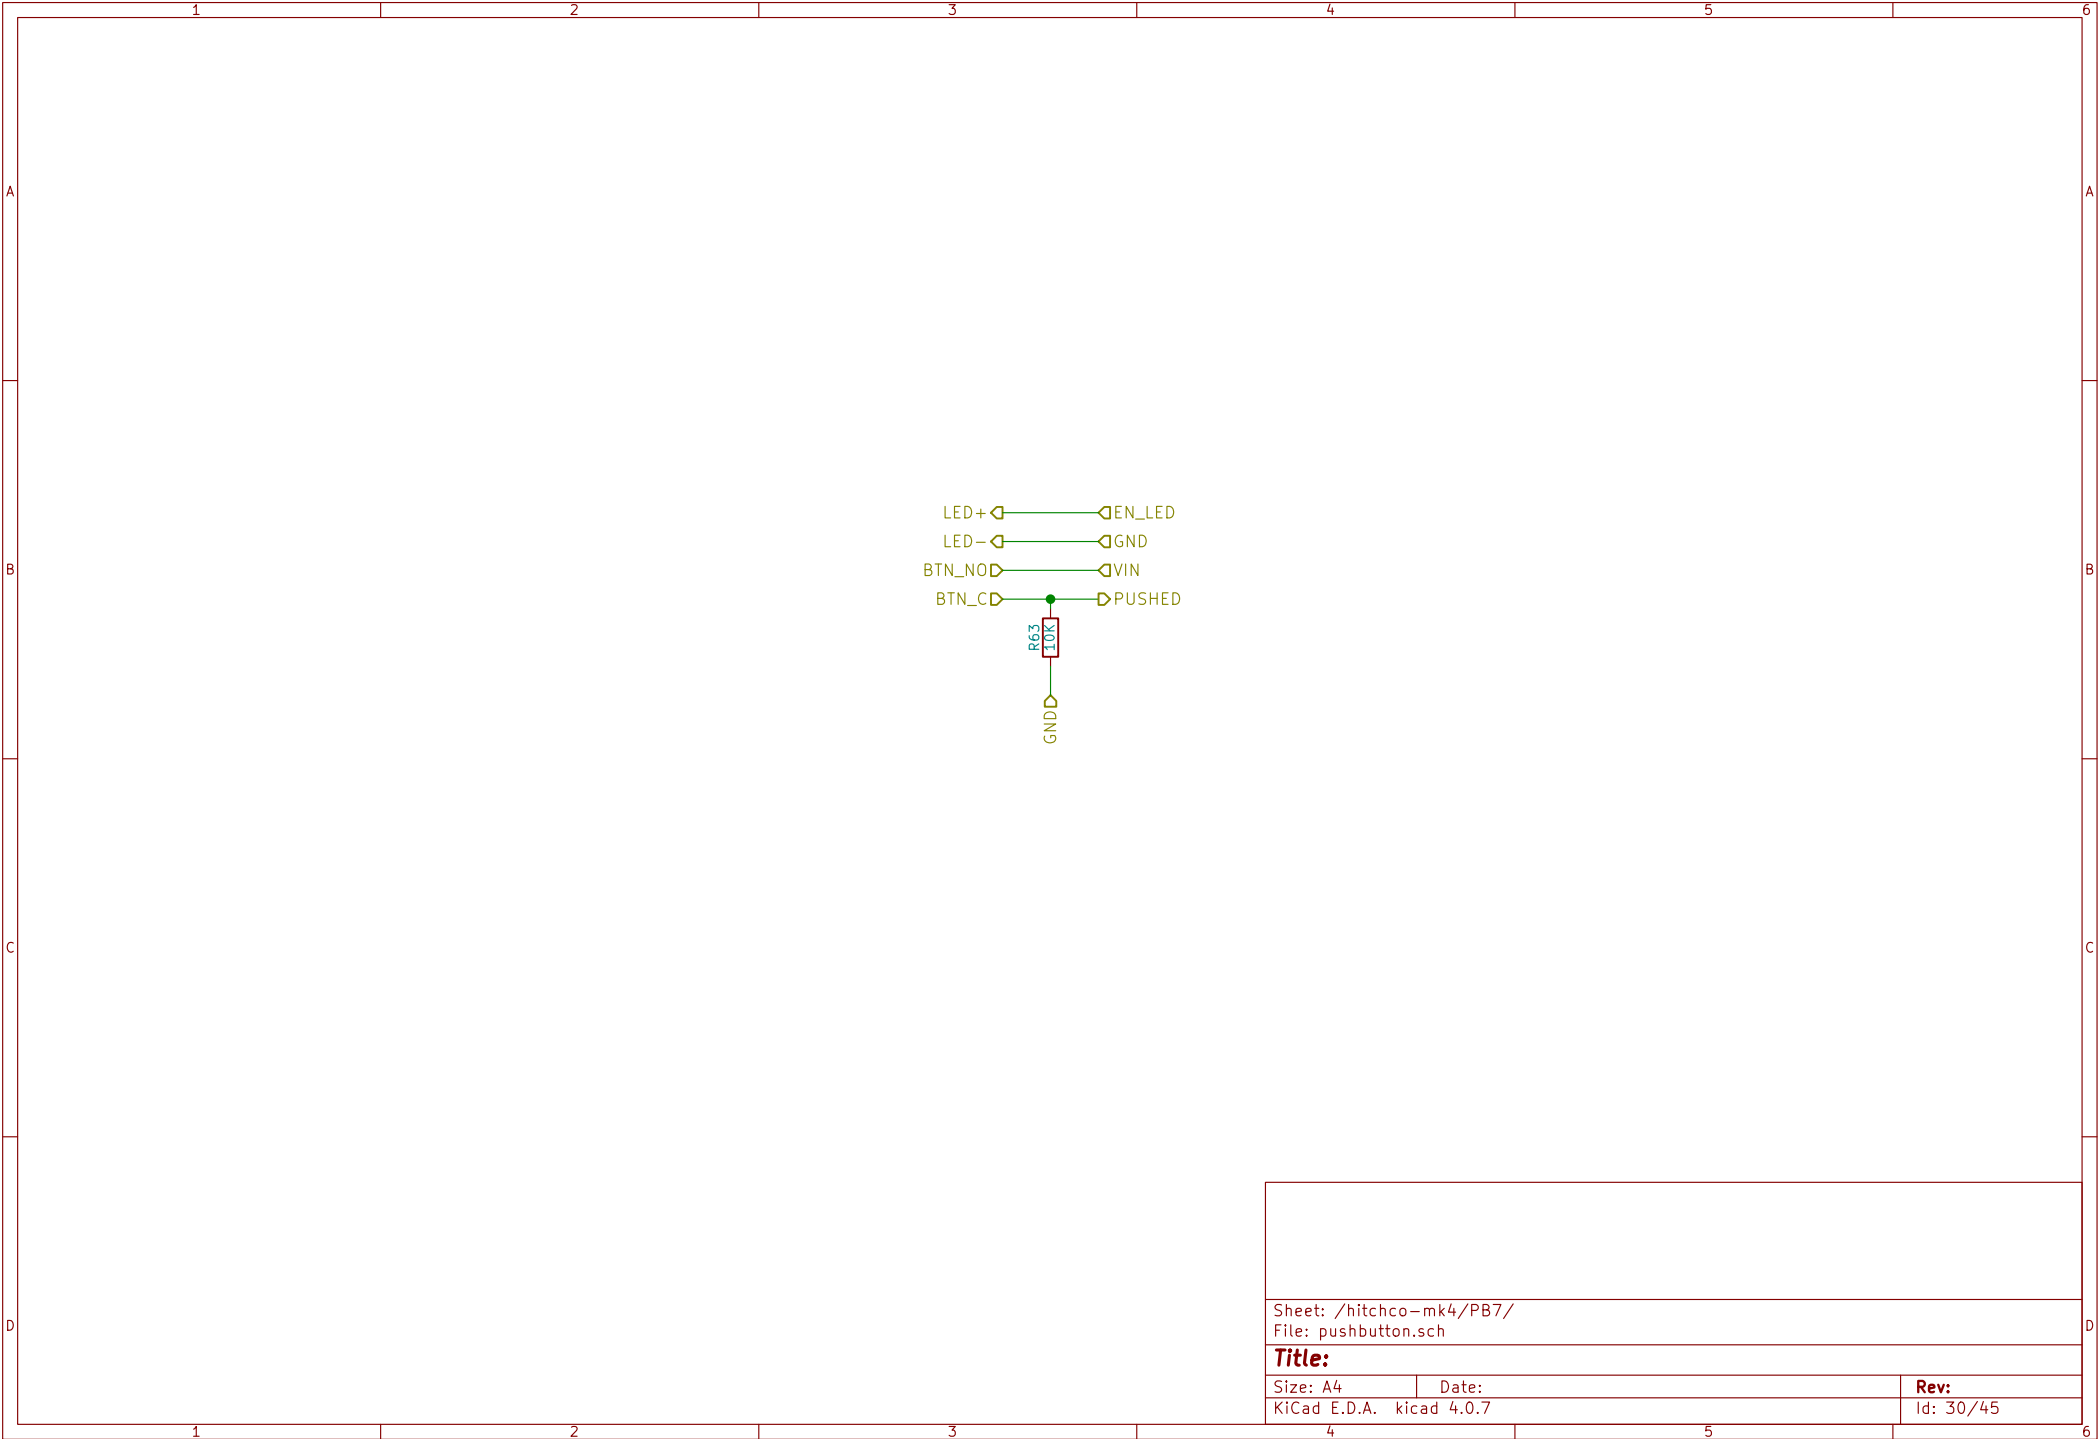 1 2 3 4 5 6
A A
LED+ EN_LED
LED- GND
B B
BTN_NO VIN
BTN_C PUSHED
R63
10K
GND
C C
Sheet: /hitchco-mk4/PB7/
D D
File: pushbutton.sch
Title:
Size: A4 Date: Rev:
KiCad E.D.A. kicad 4.0.7 Id: 30/45
1 2 3 4 5 6